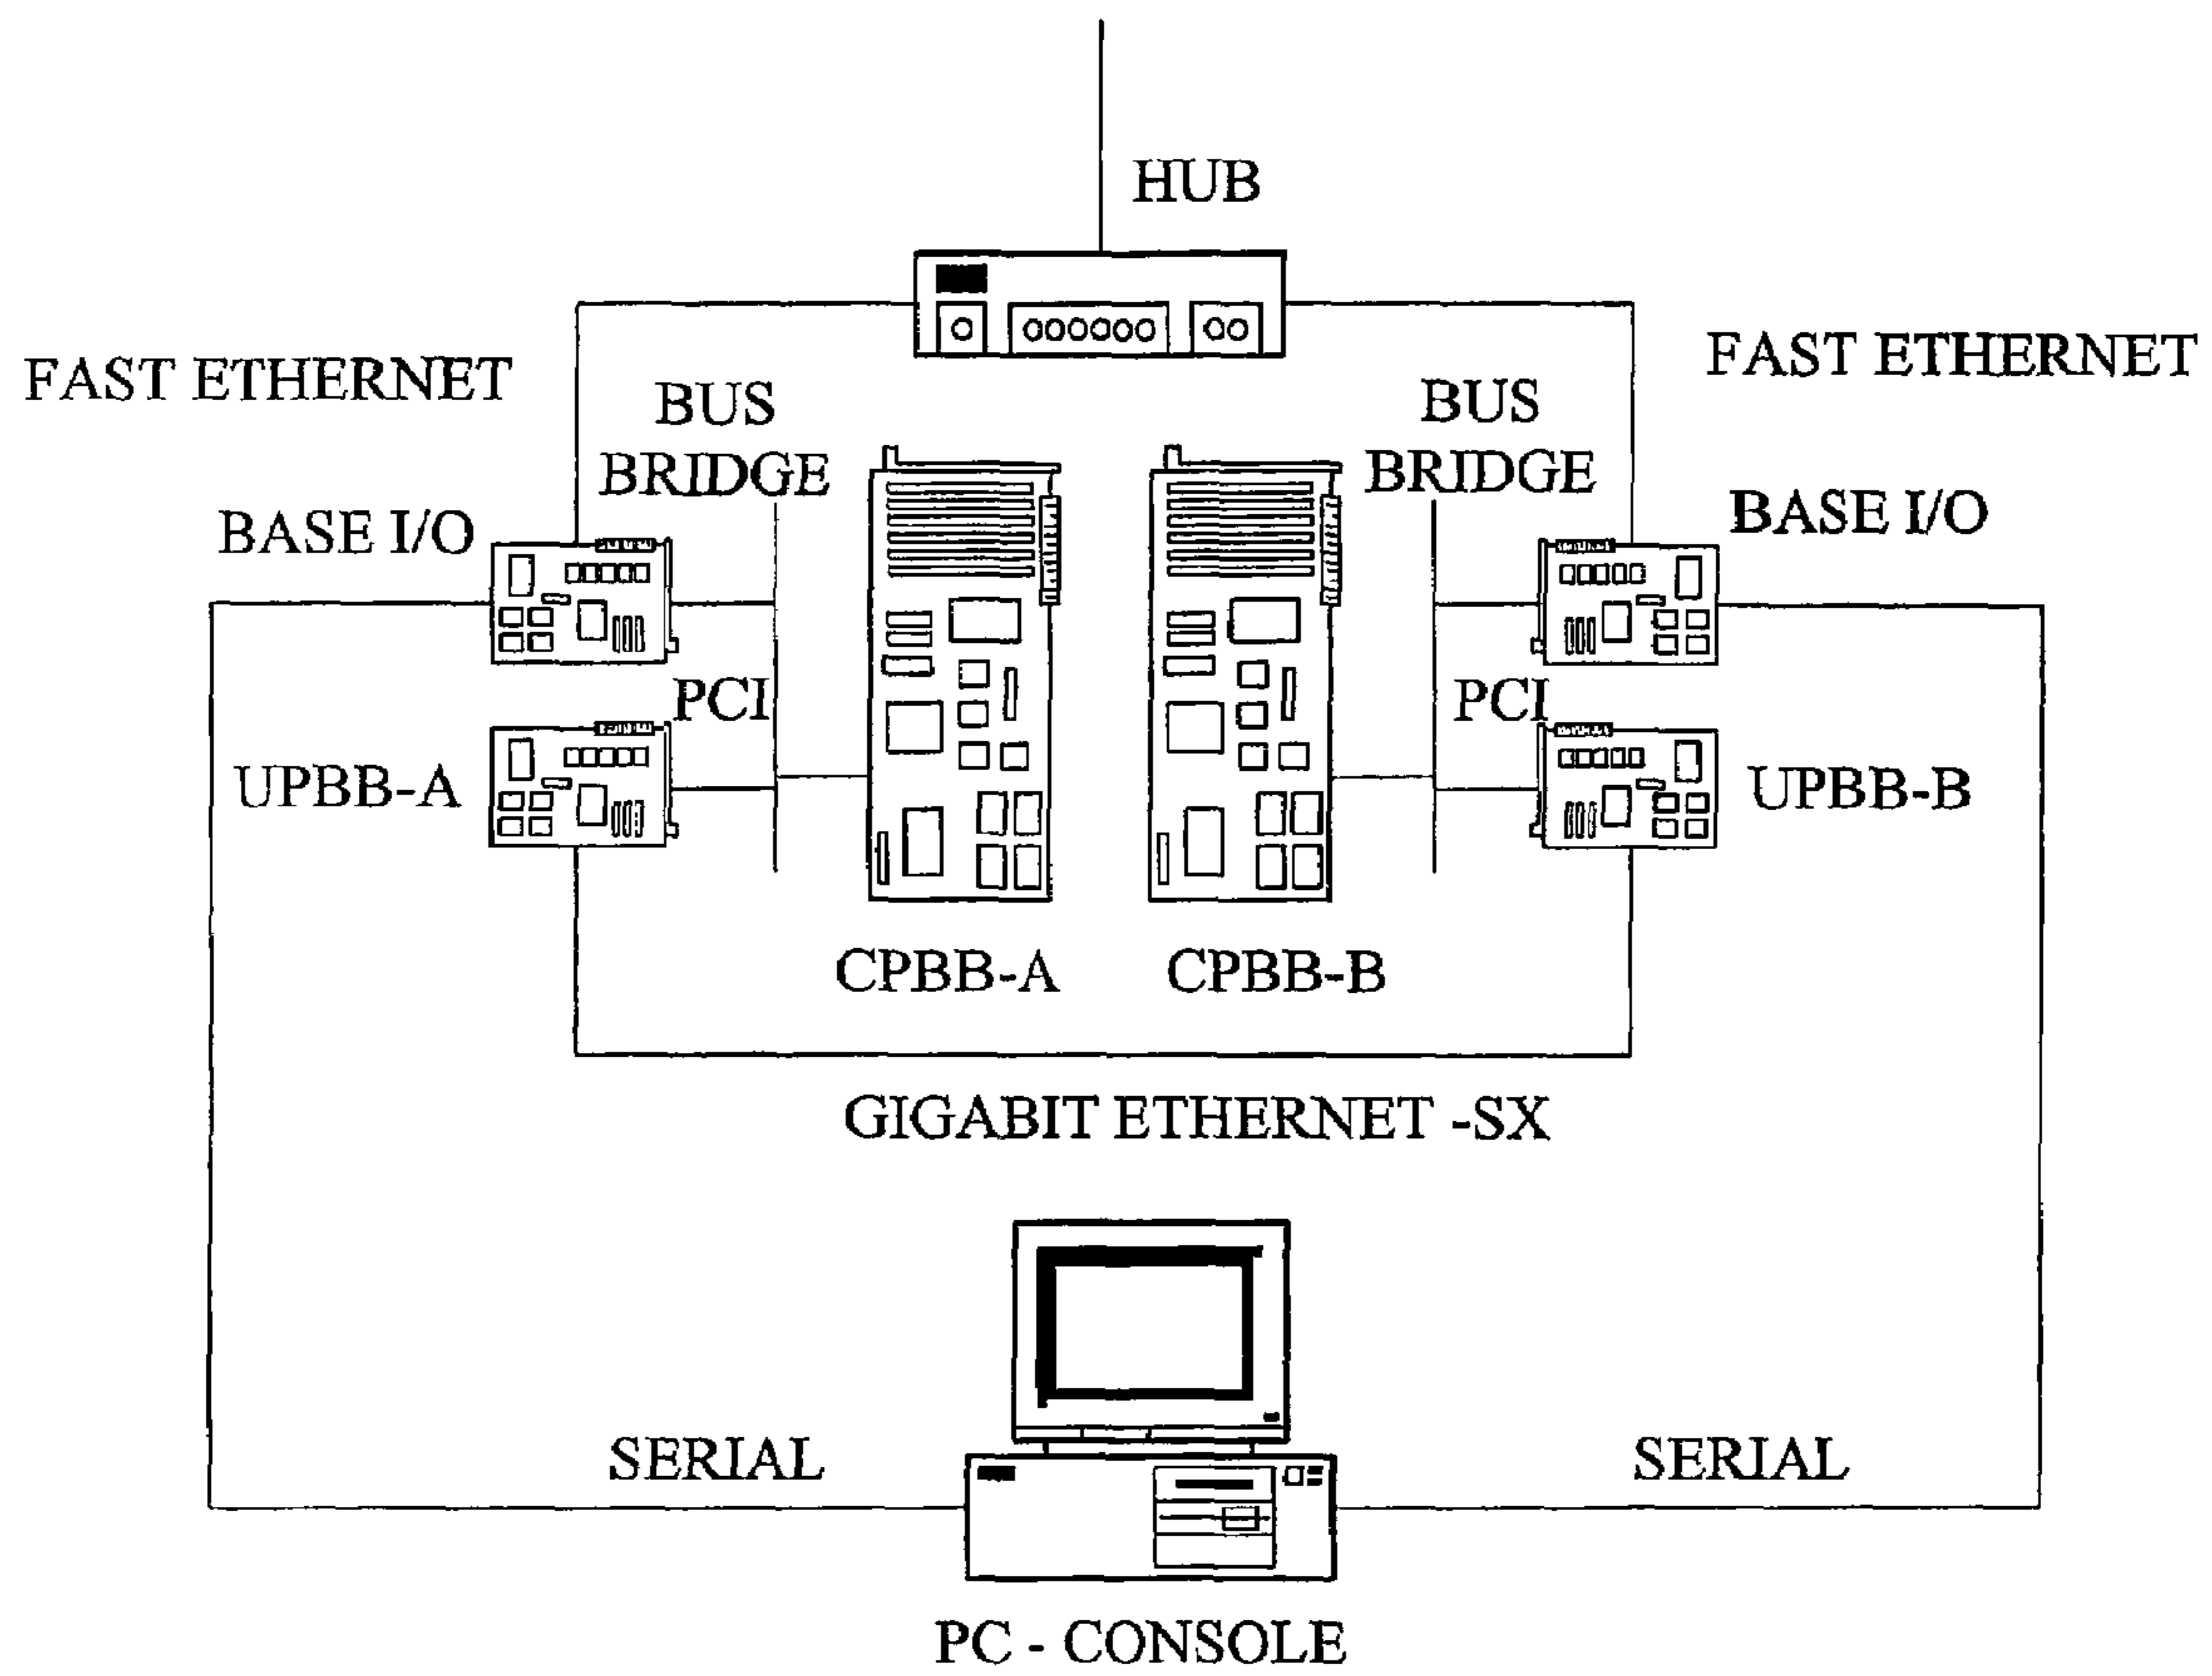 HUB
FAST ETHERNET
FAST ETHERNET
BUS
BRIDGE
BUS
BRIDGE
BASE I/O
BASE I/O
PCI
PCI
UPBB-A
UPBB-B
CPBB-A
CPBB-B
GIGABIT ETHERNET -SX
SERIAL
SERIAL
PC - CONSOLE